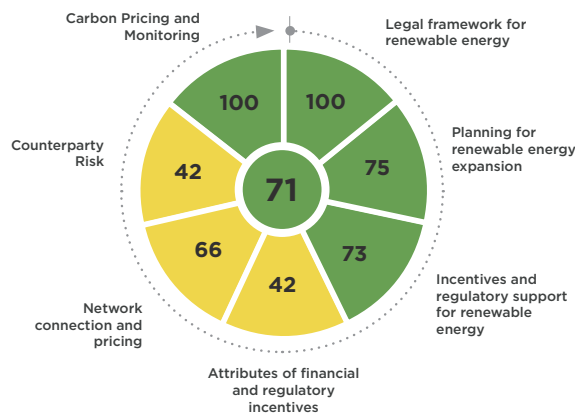 Carbon Pricing and
Monitoring
Legal framework for
renewable energy
100
100
Counterparty
Risk
42
71
75
Planning for
renewable energy
expansion
66
42
73
Network
connection and
pricing
Incentives and
regulatory support
for renewable
energy
Attributes of financial
and regulatory
incentives